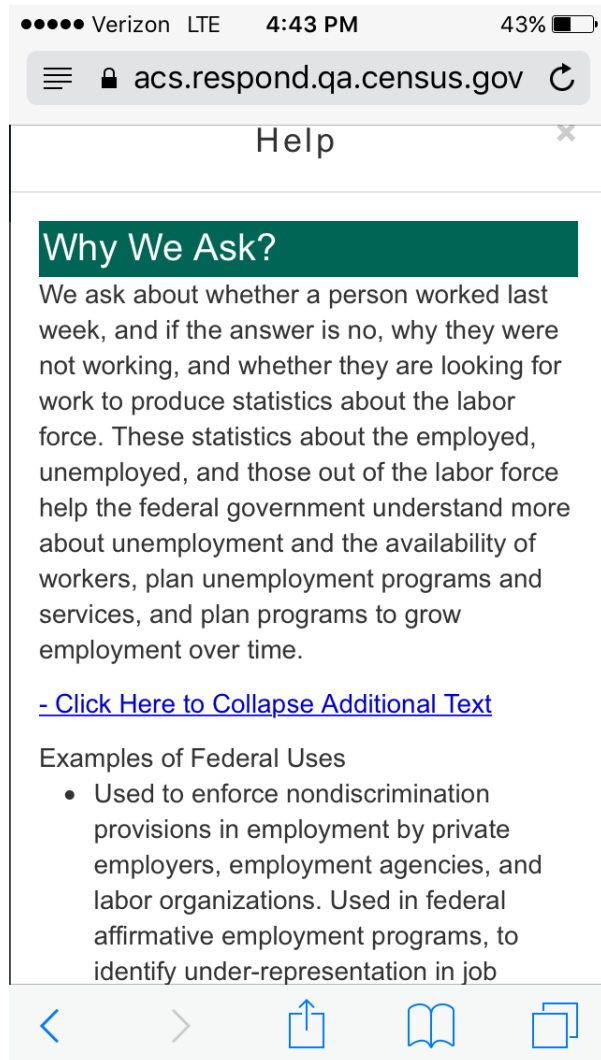 Verizon LTE 4:43 PM 43%
acs.respond.qa.census.gov
Help ×
Why We Ask?
We ask about whether a person worked last
week, and if the answer is no, why they were
not working, and whether they are looking for
work to produce statistics about the labor
force. These statistics about the employed,
unemployed, and those out of the labor force
help the federal government understand more
about unemployment and the availability of
workers, plan unemployment programs and
services, and plan programs to grow
employment over time.
- Click Here to Collapse Additional Text
Examples of Federal Uses
• Used to enforce nondiscrimination
provisions in employment by private
employers, employment agencies, and
labor organizations. Used in federal
affirmative employment programs, to
identify under-representation in job